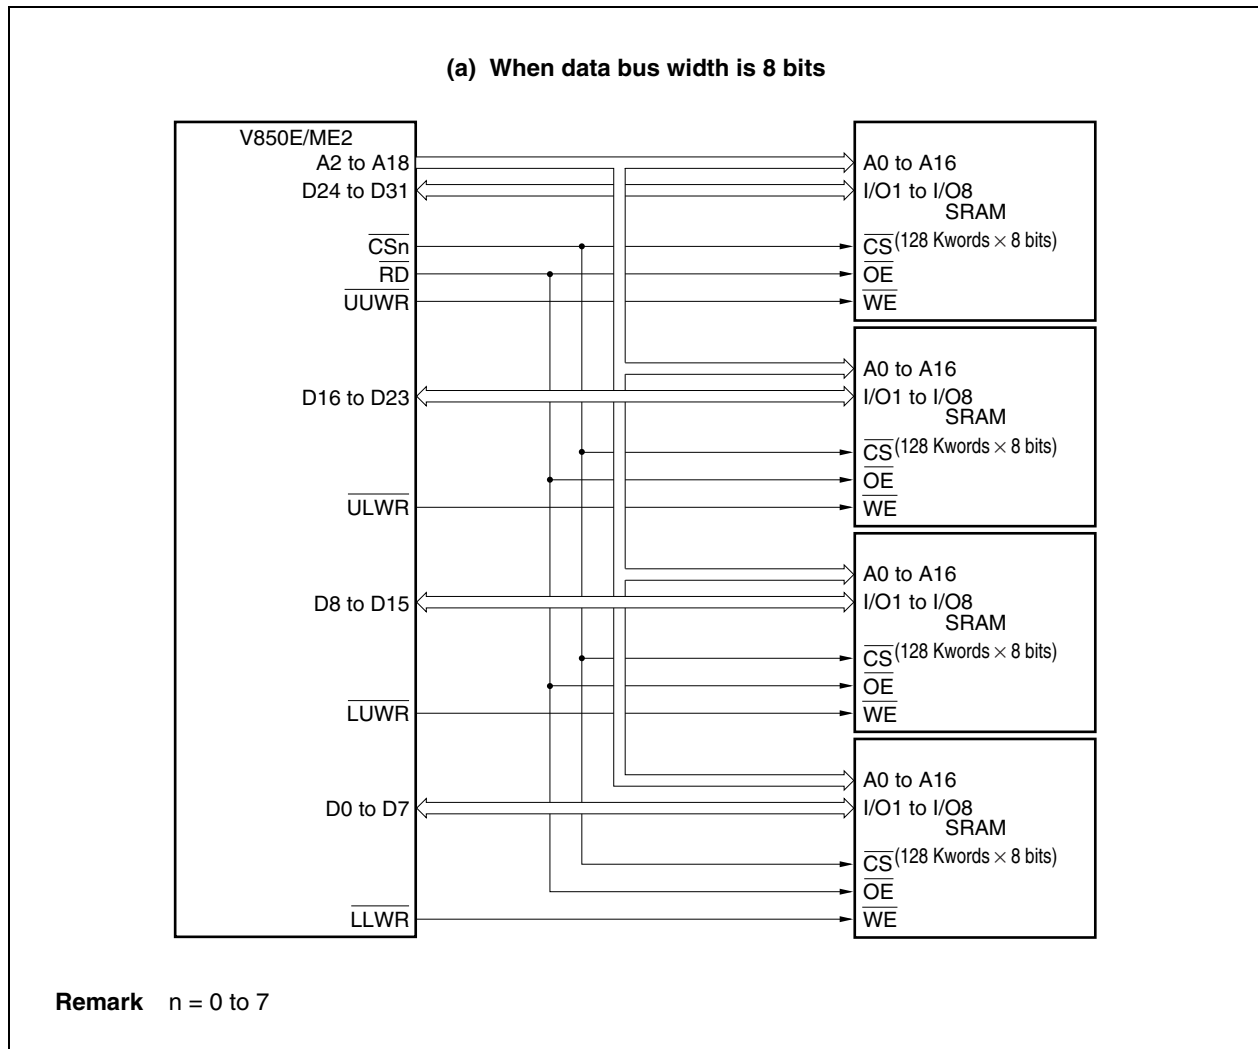 (a) When data bus width is 8 bits
V850E/ME2
A2 to A18
D24 to D31
CSn
RD
UUWR
D16 to D23
ULWR
D8 to D15
LUWR
D0 to D7
LLWR
A0 to A16
I/O1 to I/O8
SRAM
CS (128 Kwords × 8 bits)
OE
WE
A0 to A16
I/O1 to I/O8
SRAM
CS (128 Kwords × 8 bits)
OE
WE
A0 to A16
I/O1 to I/O8
SRAM
CS (128 Kwords × 8 bits)
OE
WE
A0 to A16
I/O1 to I/O8
SRAM
CS (128 Kwords × 8 bits)
OE
WE
Remark n = 0 to 7